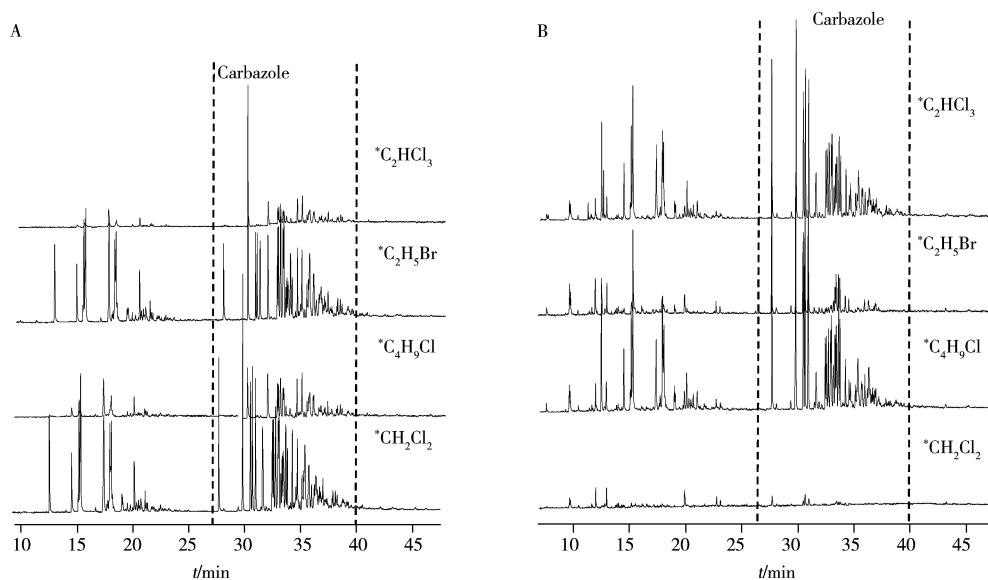 A
Carbazole
*C₂HCl₃
*C₂H₅Br
*C₄H₉Cl
*CH₂Cl₂
10 15 20 25 30 35 40 45
t/min
B
Carbazole
*C₂HCl₃
*C₂H₅Br
*C₄H₉Cl
*CH₂Cl₂
10 15 20 25 30 35 40 45
t/min